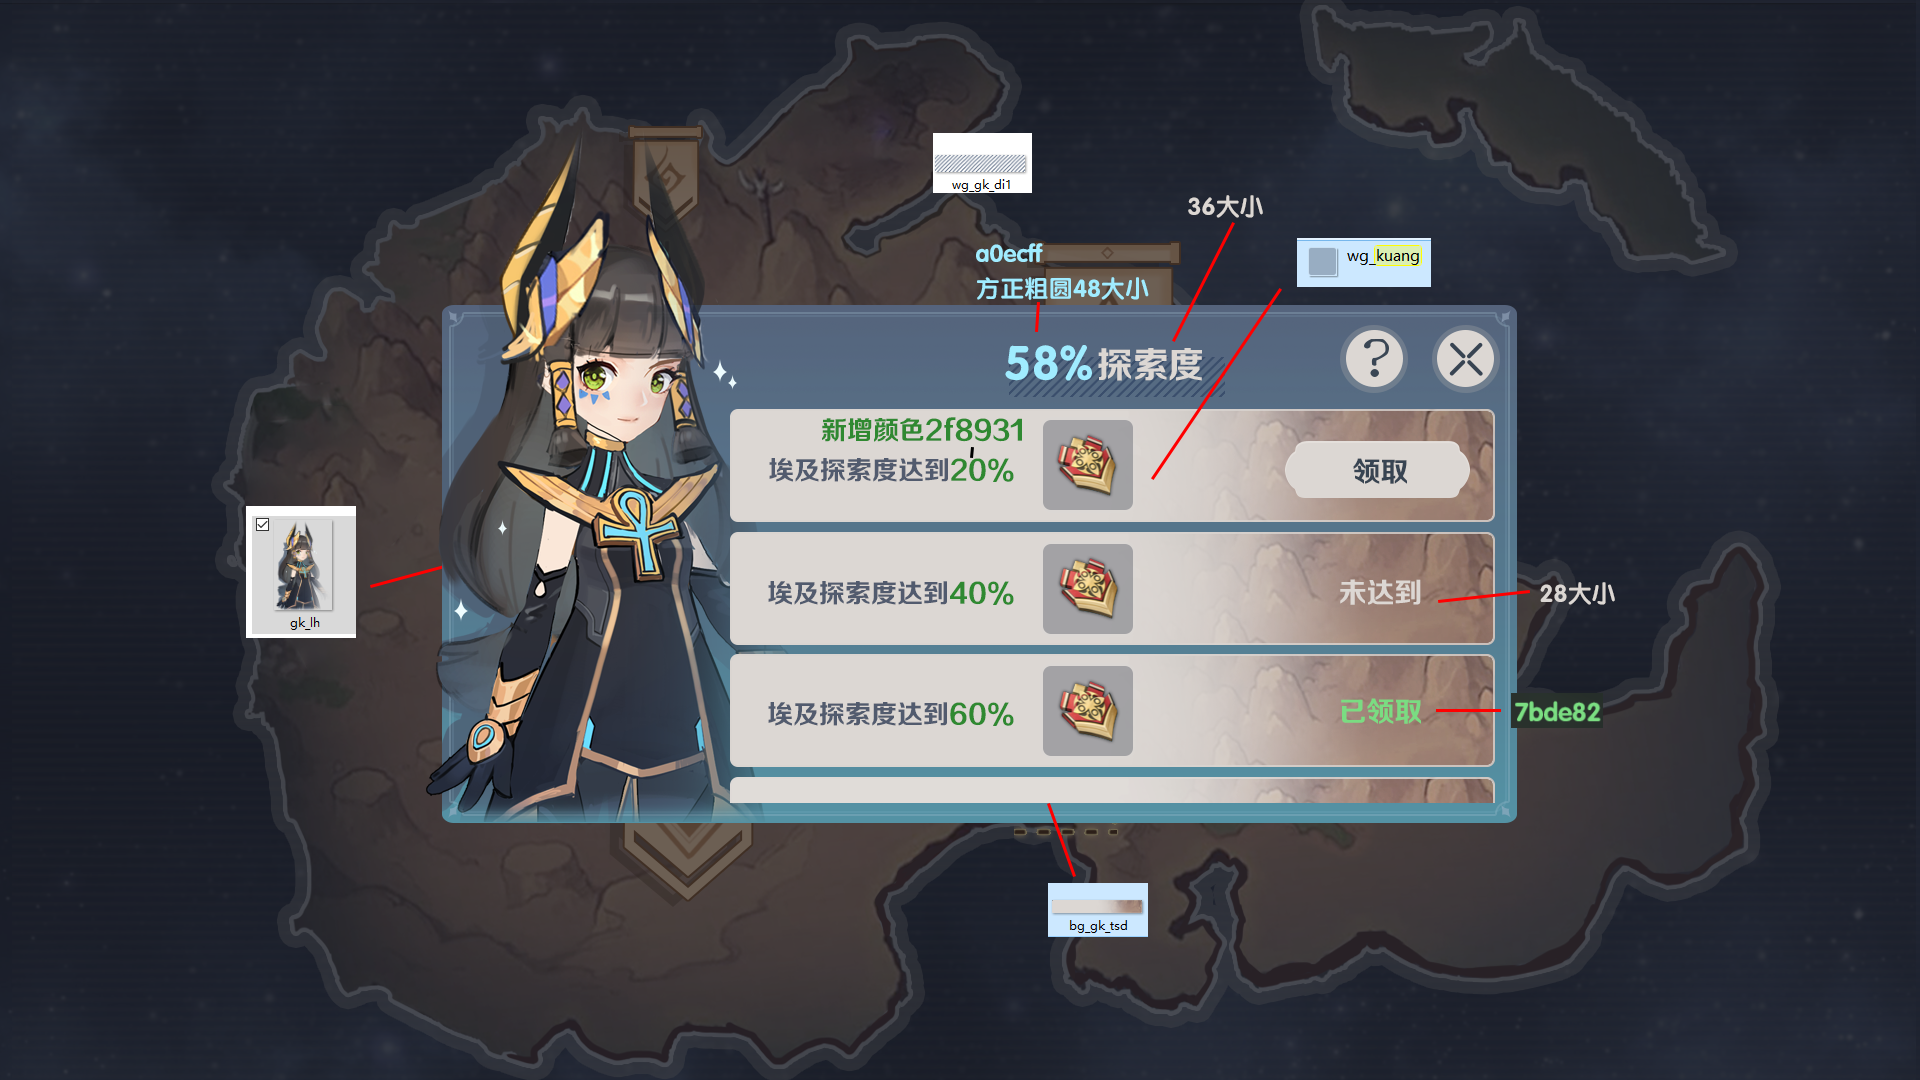 wg_gk_di1
36大小
a0ecff
wg_kuang
方正粗圆48大小
58%探索度
?
新增颜色2f8931
埃及探索度达到20%
领取
gk_lh
埃及探索度达到40%
未达到
28大小
埃及探索度达到60%
已领取
7bde82
bg_gk_tsd